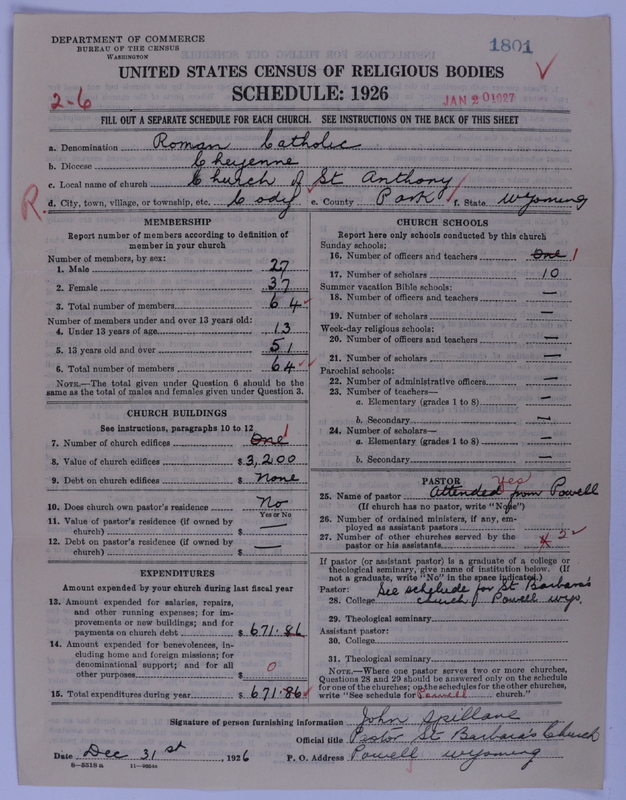 DEPARTMENT OF COMMERCE
BUREAU OF THE CENSUS
WASHINGTON
1801
UNITED STATES CENSUS OF RELIGIOUS BODIES
SCHEDULE: 1926
2-6
JAN 20 1927
FILL OUT A SEPARATE SCHEDULE FOR EACH CHURCH. SEE INSTRUCTIONS ON THE BACK OF THIS SHEET
a. Denomination Roman Catholic
b. Diocese Cheyenne
c. Local name of church Church of St Anthony
R. d. City, town, village, or township, etc. Cody e. County Park f. State Wyoming
MEMBERSHIP
Report number of members according to definition of
member in your church
Number of members, by sex:
1. Male 27
2. Female 37
3. Total number of members 64
Number of members under and over 13 years old:
4. Under 13 years of age 13
5. 13 years old and over 51
6. Total number of members 64
NOTE.—The total given under Question 6 should be the
same as the total of males and females given under Question 3.
CHURCH BUILDINGS
See instructions, paragraphs 10 to 12
7. Number of church edifices One 1
8. Value of church edifices $ 3,200
9. Debt on church edifices $ None
10. Does church own pastor's residence No
Yes or No
11. Value of pastor's residence (if owned by
church) $ —
12. Debt on pastor's residence (if owned by
church) $ —
EXPENDITURES
Amount expended by your church during last fiscal year
13. Amount expended for salaries, repairs,
and other running expenses; for im-
provements or new buildings; and for
payments on church debt $ 671.86
14. Amount expended for benevolences, in-
cluding home and foreign missions; for
denominational support; and for all
other purposes $ 0
15. Total expenditures during year $ 671.86
CHURCH SCHOOLS
Report here only schools conducted by this church
Sunday schools:
16. Number of officers and teachers One 1
17. Number of scholars 10
Summer vacation Bible schools:
18. Number of officers and teachers —
19. Number of scholars —
Week-day religious schools:
20. Number of officers and teachers —
21. Number of scholars —
Parochial schools:
22. Number of administrative officers —
23. Number of teachers—
a. Elementary (grades 1 to 8) —
b. Secondary —
24. Number of scholars—
a. Elementary (grades 1 to 8) —
b. Secondary —
PASTOR Yes
25. Name of pastor Attended from Powell
(If church has no pastor, write "None")
26. Number of ordained ministers, if any, em-
ployed as assistant pastors
27. Number of other churches served by the
pastor or his assistants 2
If pastor (or assistant pastor) is a graduate of a college or
theological seminary, give name of institution below. (If
not a graduate, write "No" in the space indicated.)
Pastor: See schedule for St Barbara's
28. College church Powell Wyo.
29. Theological seminary
Assistant pastor:
30. College
31. Theological seminary
NOTE.—Where one pastor serves two or more churches,
Questions 28 and 29 should be answered only on the schedule
for one of the churches; on the schedules for the other churches,
write "See schedule for Powell church."
Signature of person furnishing information John Spillane
Official title Pastor St Barbara's Church
Date Dec 31st, 1926 P. O. Address Powell Wyoming
8—5518 a